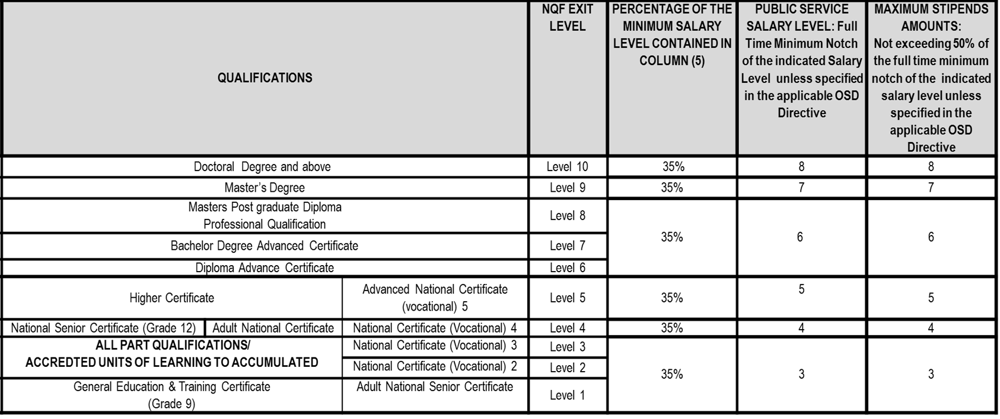 QUALIFICATIONS
NQF EXIT
LEVEL
PERCENTAGE OF THE
MINIMUM SALARY
LEVEL CONTAINED IN
COLUMN (5)
PUBLIC SERVICE
SALARY LEVEL: Full
Time Minimum Notch
of the indicated Salary
Level unless specified
in the applicable OSD
Directive
MAXIMUM STIPENDS
AMOUNTS:
Not exceeding 50% of
the full time minimum
notch of the indicated
salary level unless
specified in the
applicable OSD
Directive
Doctoral Degree and above Level 10 35% 8 8
Master’s Degree Level 9 35% 7 7
Masters Post graduate Diploma
Professional Qualification
Level 8
Bachelor Degree Advanced Certificate Level 7
35% 6 6
Diploma Advance Certificate Level 6
Higher Certificate
Advanced National Certificate
(vocational) 5
Level 5 35% 5 5
National Senior Certificate (Grade 12) Adult National Certificate National Certificate (Vocational) 4 Level 4 35% 4 4
ALL PART QUALIFICATIONS/
ACCREDTED UNITS OF LEARNING TO ACCUMULATED
National Certificate (Vocational) 3 Level 3
National Certificate (Vocational) 2 Level 2
35% 3 3
General Education & Training Certificate
(Grade 9)
Adult National Senior Certificate
Level 1